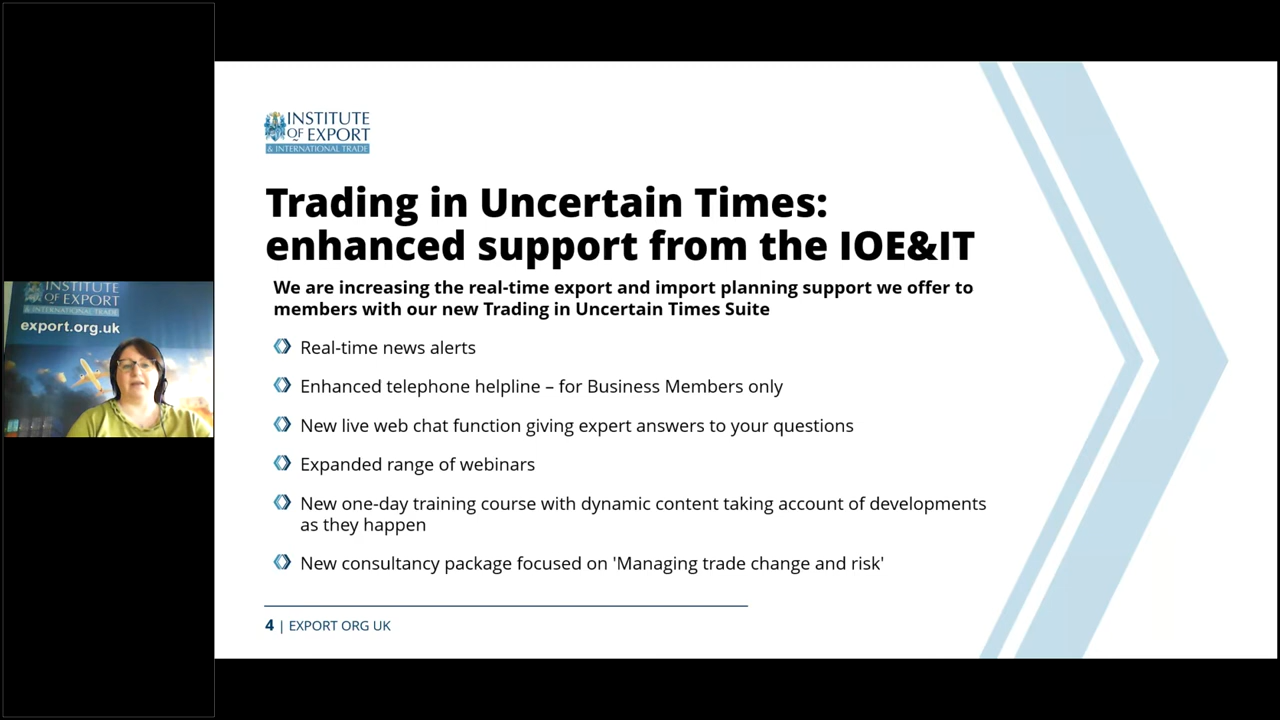 INSTITUTE
OF EXPORT
& INTERNATIONAL TRADE
export.org.uk
INSTITUTE
OF EXPORT
& INTERNATIONAL TRADE
Trading in Uncertain Times:
enhanced support from the IOE&IT
We are increasing the real-time export and import planning support we offer to
members with our new Trading in Uncertain Times Suite
Real-time news alerts
Enhanced telephone helpline – for Business Members only
New live web chat function giving expert answers to your questions
Expanded range of webinars
New one-day training course with dynamic content taking account of developments
as they happen
New consultancy package focused on 'Managing trade change and risk'
4 | EXPORT ORG UK